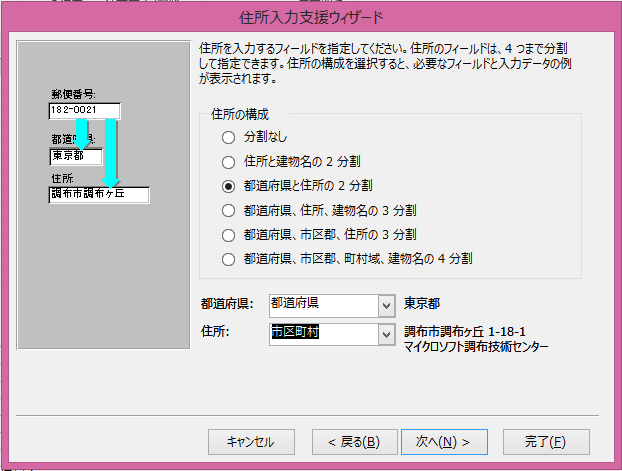 住所入力支援ウィザード
住所を入力するフィールドを指定してください。住所のフィールドは、4 つまで分割
して指定できます。住所の構成を選択すると、必要なフィールドと入力データの例
が表示されます。
郵便番号:
182-0021
都道府県:
東京都
住所:
調布市調布ヶ丘
住所の構成
分割なし
住所と建物名の 2 分割
都道府県と住所の 2 分割
都道府県、住所、建物名の 3 分割
都道府県、市区郡、住所の 3 分割
都道府県、市区郡、町村域、建物名の 4 分割
都道府県: 都道府県 東京都
住所: 市区町村 調布市調布ヶ丘 1-18-1
マイクロソフト調布技術センター
キャンセル < 戻る(B) 次へ(N) > 完了(F)